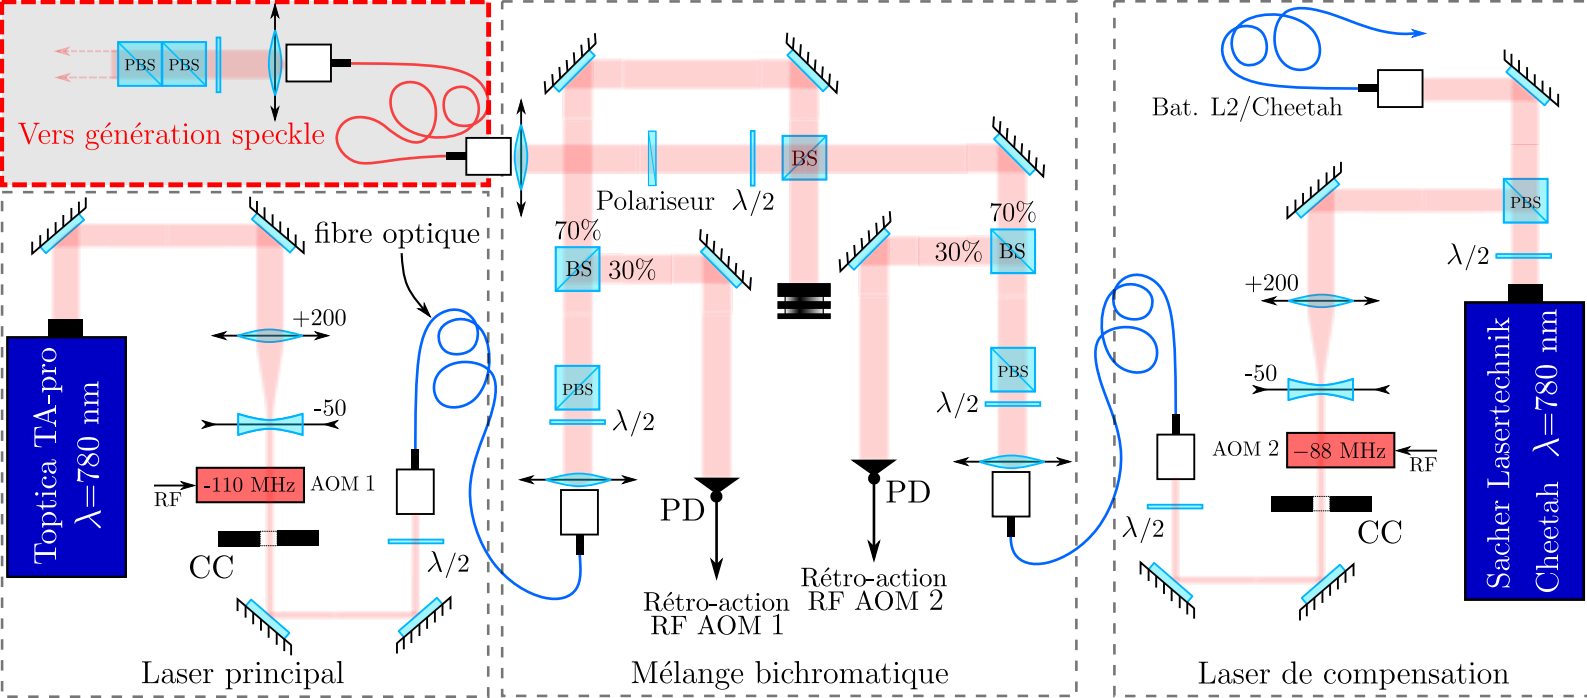 PBS PBS
Vers génération speckle
fibre optique
+200
-50
Toptica TA-pro
λ=780 nm
RF
-110 MHz
AOM 1
CC
λ/2
Laser principal
BS
Polariseur
λ/2
70%
BS
30%
70%
30%
BS
PBS
λ/2
PBS
λ/2
PD
PD
Rétro-action
RF AOM 1
Rétro-action
RF AOM 2
Mélange bichromatique
Bat. L2/Cheetah
PBS
λ/2
+200
-50
AOM 2
−88 MHz
RF
CC
λ/2
Sacher Lasertechnik
Cheetah λ=780 nm
Laser de compensation